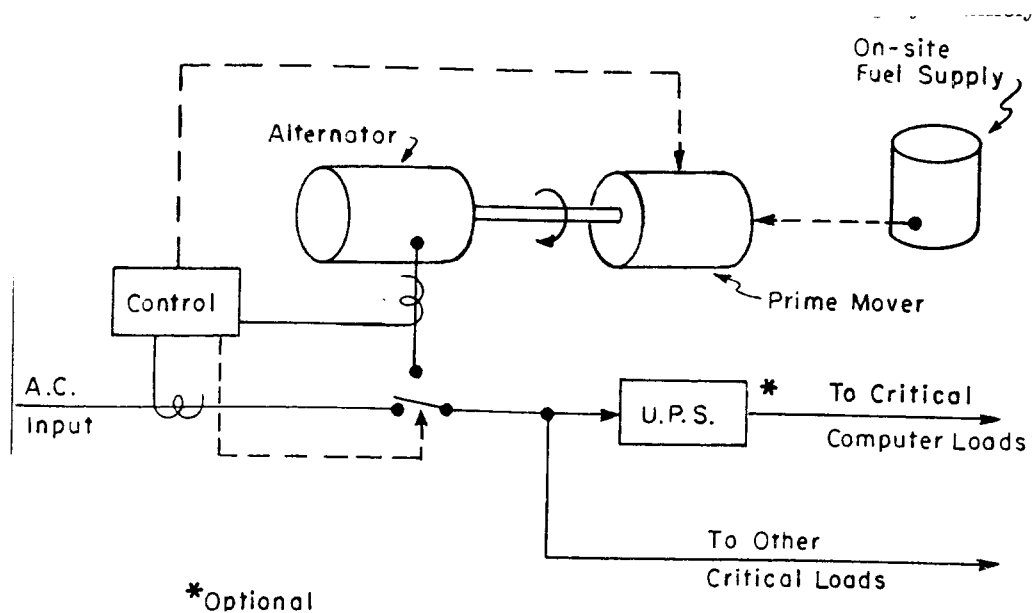 On-site
Fuel Supply
Alternator
Control
Prime Mover
A.C.
Input
U.P.S.
*
To Critical
Computer Loads
To Other
Critical Loads
*Optional